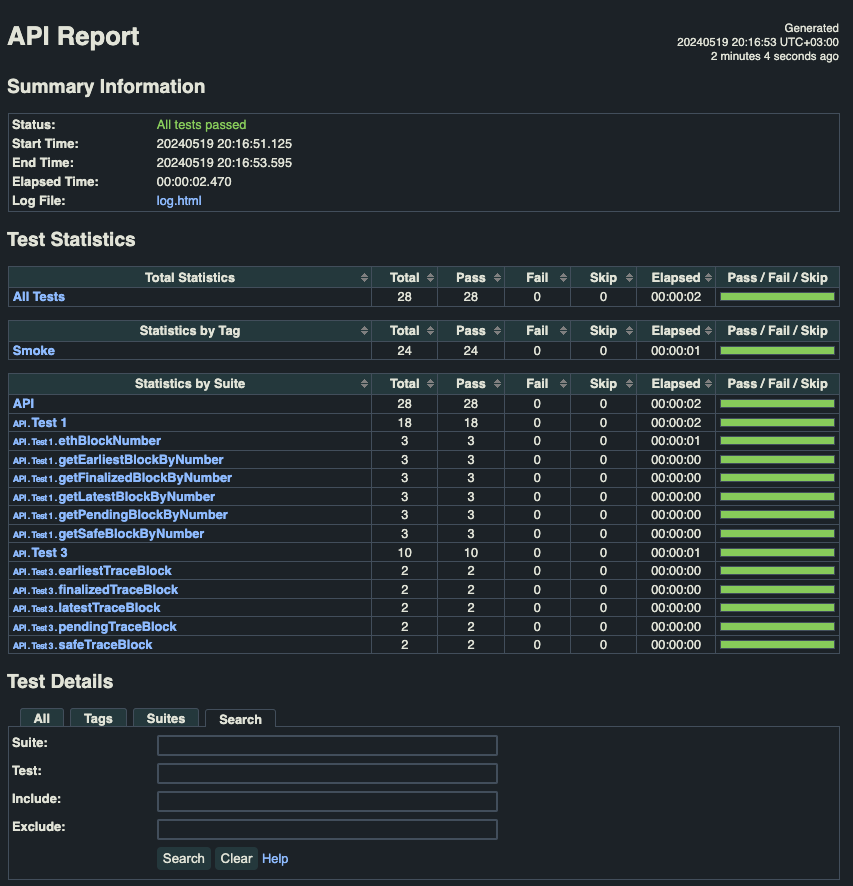 API Report
Generated
20240519 20:16:53 UTC+03:00
2 minutes 4 seconds ago
Summary Information
Status: All tests passed
Start Time: 20240519 20:16:51.125
End Time: 20240519 20:16:53.595
Elapsed Time: 00:00:02.470
Log File: log.html
Test Statistics
Total Statistics Total Pass Fail Skip Elapsed Pass / Fail / Skip
All Tests 28 28 0 0 00:00:02
Statistics by Tag Total Pass Fail Skip Elapsed Pass / Fail / Skip
Smoke 24 24 0 0 00:00:01
Statistics by Suite Total Pass Fail Skip Elapsed Pass / Fail / Skip
API 28 28 0 0 00:00:02
API . Test 1 18 18 0 0 00:00:02
API . Test 1 . ethBlockNumber 3 3 0 0 00:00:01
API . Test 1 . getEarliestBlockByNumber 3 3 0 0 00:00:00
API . Test 1 . getFinalizedBlockByNumber 3 3 0 0 00:00:00
API . Test 1 . getLatestBlockByNumber 3 3 0 0 00:00:00
API . Test 1 . getPendingBlockByNumber 3 3 0 0 00:00:00
API . Test 1 . getSafeBlockByNumber 3 3 0 0 00:00:00
API . Test 3 10 10 0 0 00:00:01
API . Test 3 . earliestTraceBlock 2 2 0 0 00:00:00
API . Test 3 . finalizedTraceBlock 2 2 0 0 00:00:00
API . Test 3 . latestTraceBlock 2 2 0 0 00:00:00
API . Test 3 . pendingTraceBlock 2 2 0 0 00:00:00
API . Test 3 . safeTraceBlock 2 2 0 0 00:00:00
Test Details
All Tags Suites Search
Suite:
Test:
Include:
Exclude:
Search Clear Help